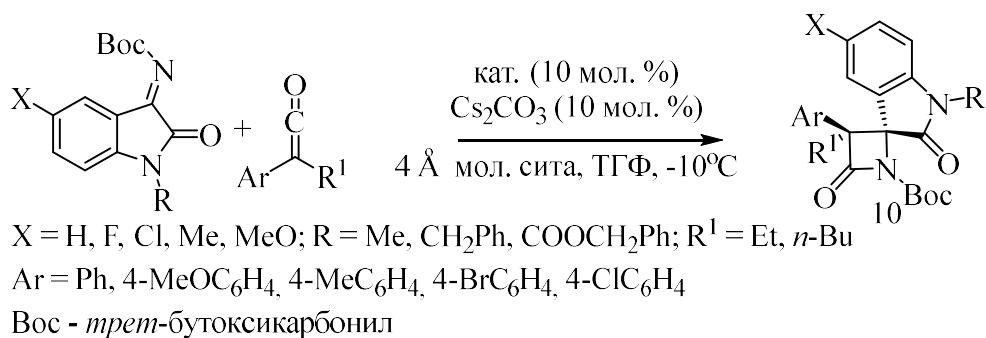 Boc
N
X
O
N
R
+
O
Ar
R¹
кат. (10 мол. %)
Cs₂CO₃ (10 мол. %)
4 Å мол. сита, ТГФ, -10⁰C
X
N-R
Ar
R¹
O
O
N
Boc
10
X = H, F, Cl, Me, MeO; R = Me, CH₂Ph, COOCH₂Ph; R¹ = Et, n-Bu
Ar = Ph, 4-MeOC₆H₄, 4-MeC₆H₄, 4-BrC₆H₄, 4-ClC₆H₄
Boc - трет-бутоксикарбонил